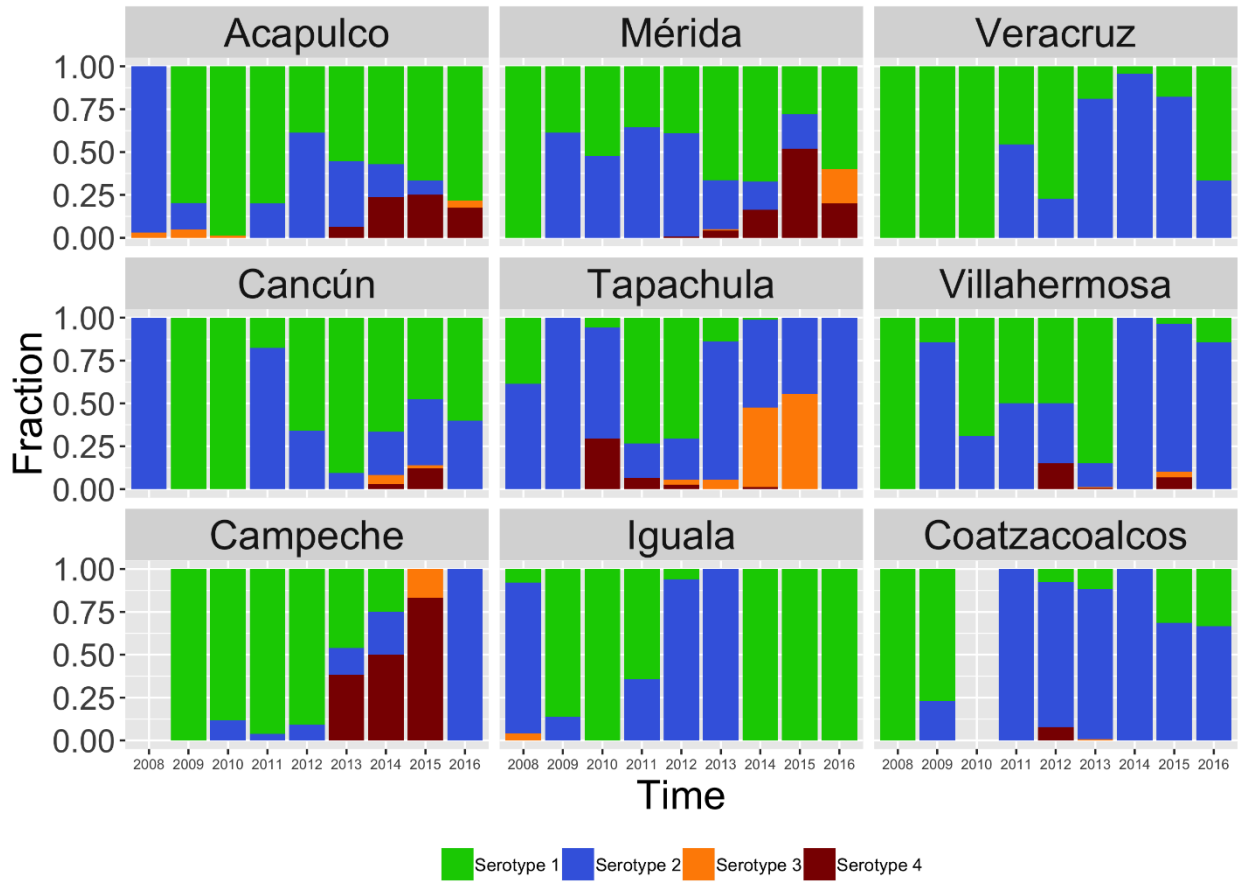 Acapulco Mérida Veracruz
1.00
0.75
0.50
0.25
0.00
Cancún Tapachula Villahermosa
1.00
0.75
0.50
0.25
0.00
Campeche Iguala Coatzacoalcos
1.00
0.75
0.50
0.25
0.00
Fraction
2008 2009 2010 2011 2012 2013 2014 2015 2016 2008 2009 2010 2011 2012 2013 2014 2015 2016 2008 2009 2010 2011 2012 2013 2014 2015 2016
Time
Serotype 1 Serotype 2 Serotype 3 Serotype 4